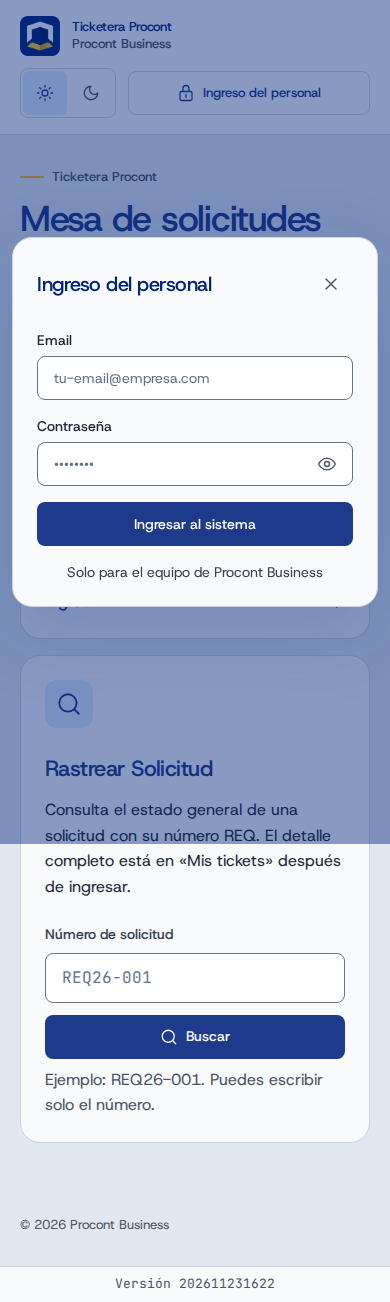 Ticketera Procont
Procont Business
Ingreso del personal
Ticketera Procont
Mesa de solicitudes
Ingreso del personal
Email
tu-email@empresa.com
Contraseña
••••••••
Ingresar al sistema
Solo para el equipo de Procont Business
Rastrear Solicitud
Consulta el estado general de una
solicitud con su número REQ. El detalle
completo está en «Mis tickets» después
de ingresar.
Número de solicitud
REQ26-001
Buscar
Ejemplo: REQ26-001. Puedes escribir
solo el número.
© 2026 Procont Business
Versión 202611231622